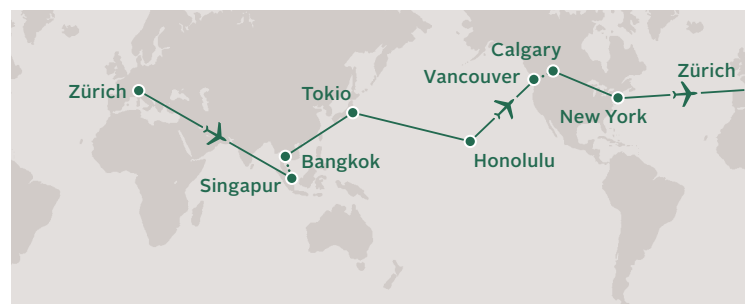 Calgary
Zürich
Vancouver
Zürich
Tokio
New York
Bangkok
Honolulu
Singapur